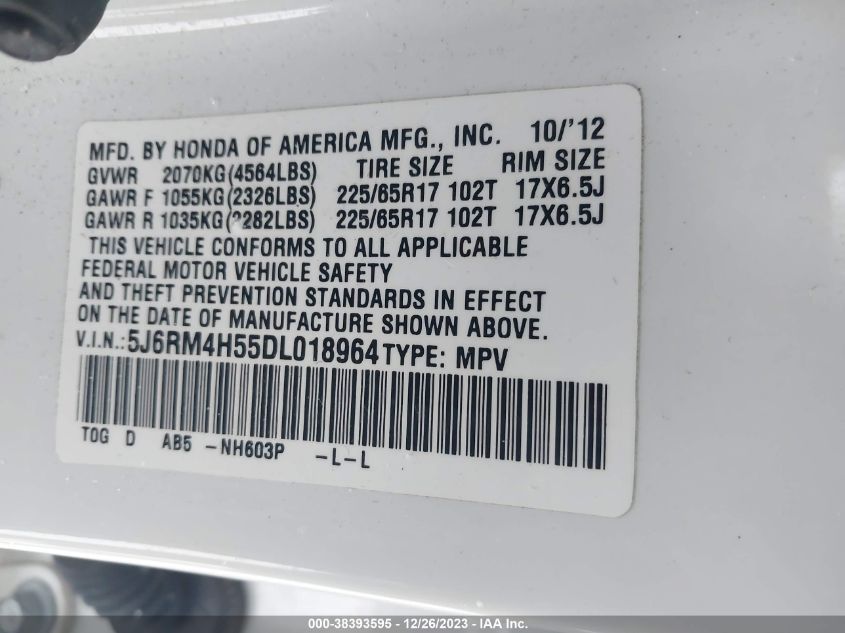 MFD. BY HONDA OF AMERICA MFG., INC. 10/'12
GVWR 2070KG(4564LBS) TIRE SIZE RIM SIZE
GAWR F 1055KG(2326LBS) 225/65R17 102T 17X6.5J
GAWR R 1035KG(2282LBS) 225/65R17 102T 17X6.5J
THIS VEHICLE CONFORMS TO ALL APPLICABLE
FEDERAL MOTOR VEHICLE SAFETY
AND THEFT PREVENTION STANDARDS IN EFFECT
ON THE DATE OF MANUFACTURE SHOWN ABOVE.
V.I.N.:5J6RM4H55DL018964 TYPE: MPV
TOG D AB5 -NH603P -L-L
000-38393595 - 12/26/2023 - IAA Inc.